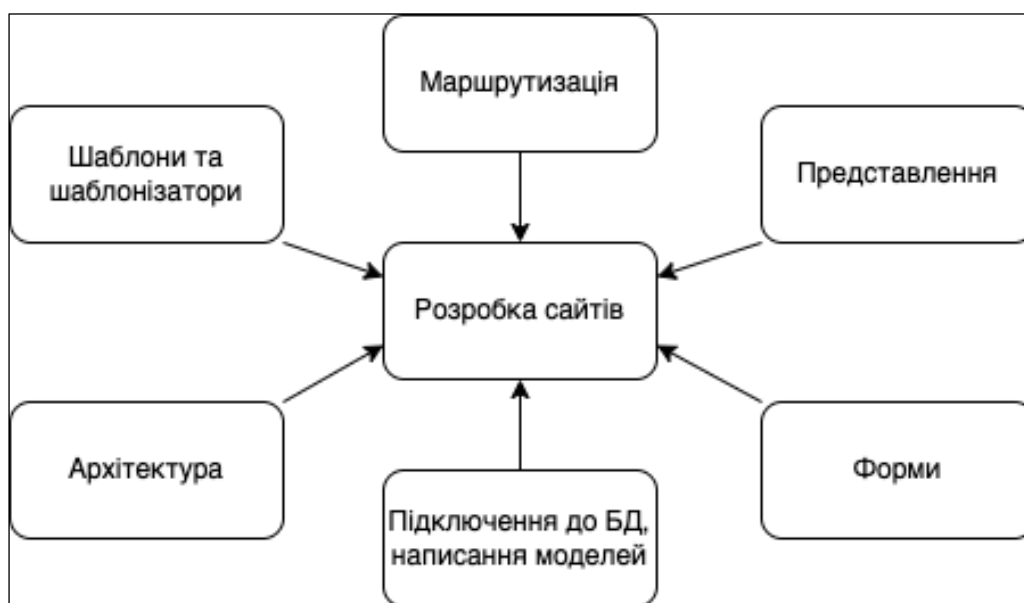 Маршрутизація
Шаблони та
шаблонізатори
Представлення
Розробка сайтів
Архітектура
Форми
Підключення до БД,
написання моделей